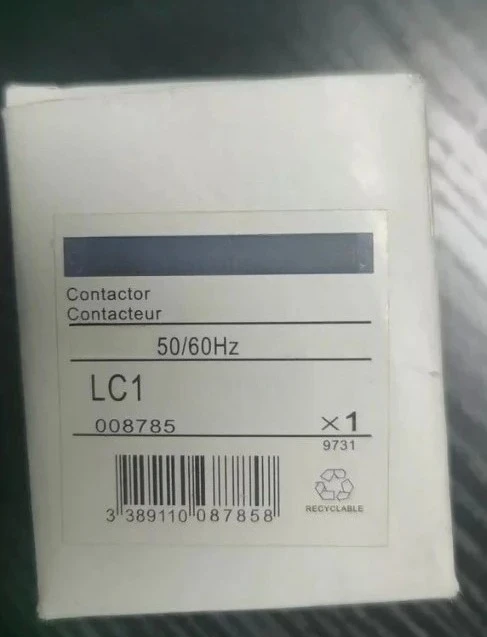 Contactor
Contacteur
50/60Hz
LC1
008785
×1
9731
3 389110 087858
RECYCLABLE